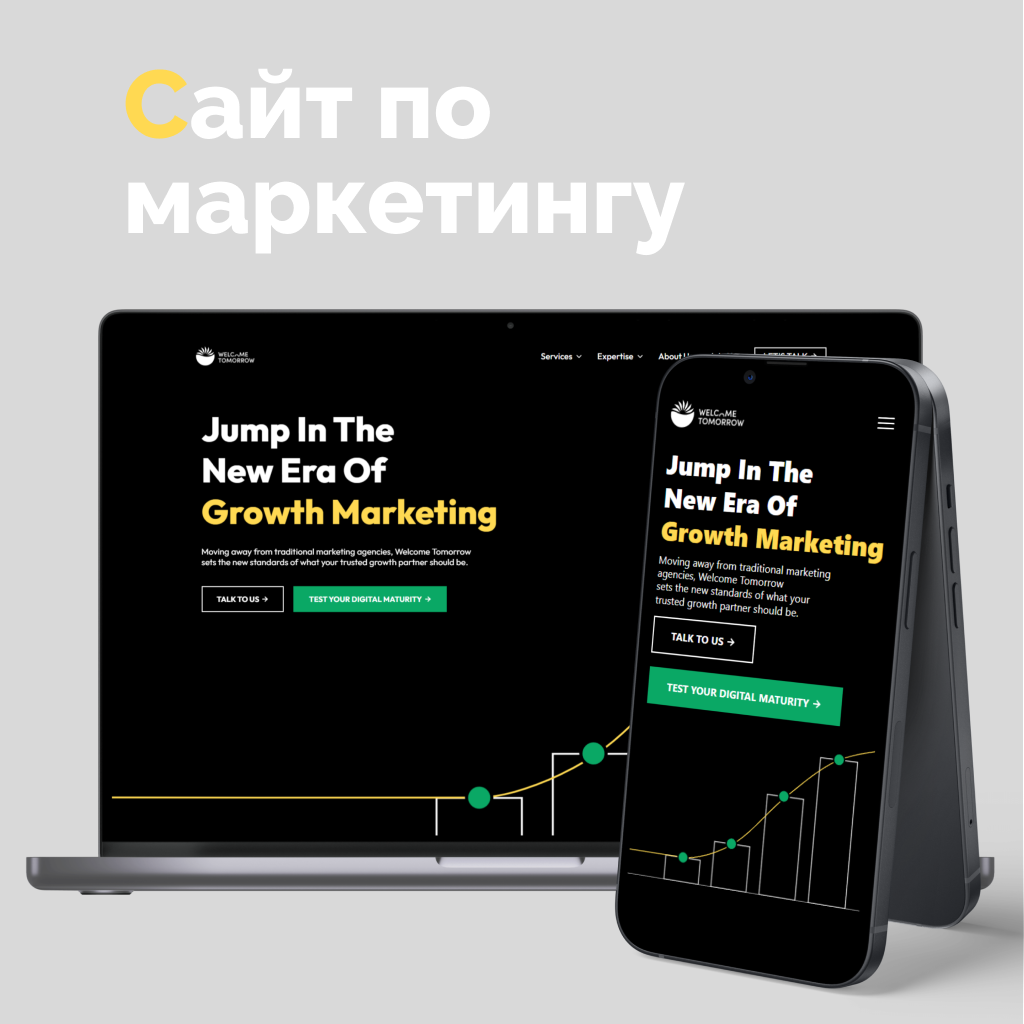 Сайт по
маркетингу
WELCOME
TOMORROW
Services
Expertise
Jump In The
New Era Of
Growth Marketing
Moving away from traditional marketing agencies, Welcome Tomorrow
sets the new standards of what your trusted growth partner should be.
TALK TO US →
TEST YOUR DIGITAL MATURITY →
WELCOME
TOMORROW
Jump In The
New Era Of
Growth Marketing
Moving away from traditional marketing
agencies, Welcome Tomorrow
sets the new standards of what your
trusted growth partner should be.
TALK TO US →
TEST YOUR DIGITAL MATURITY →